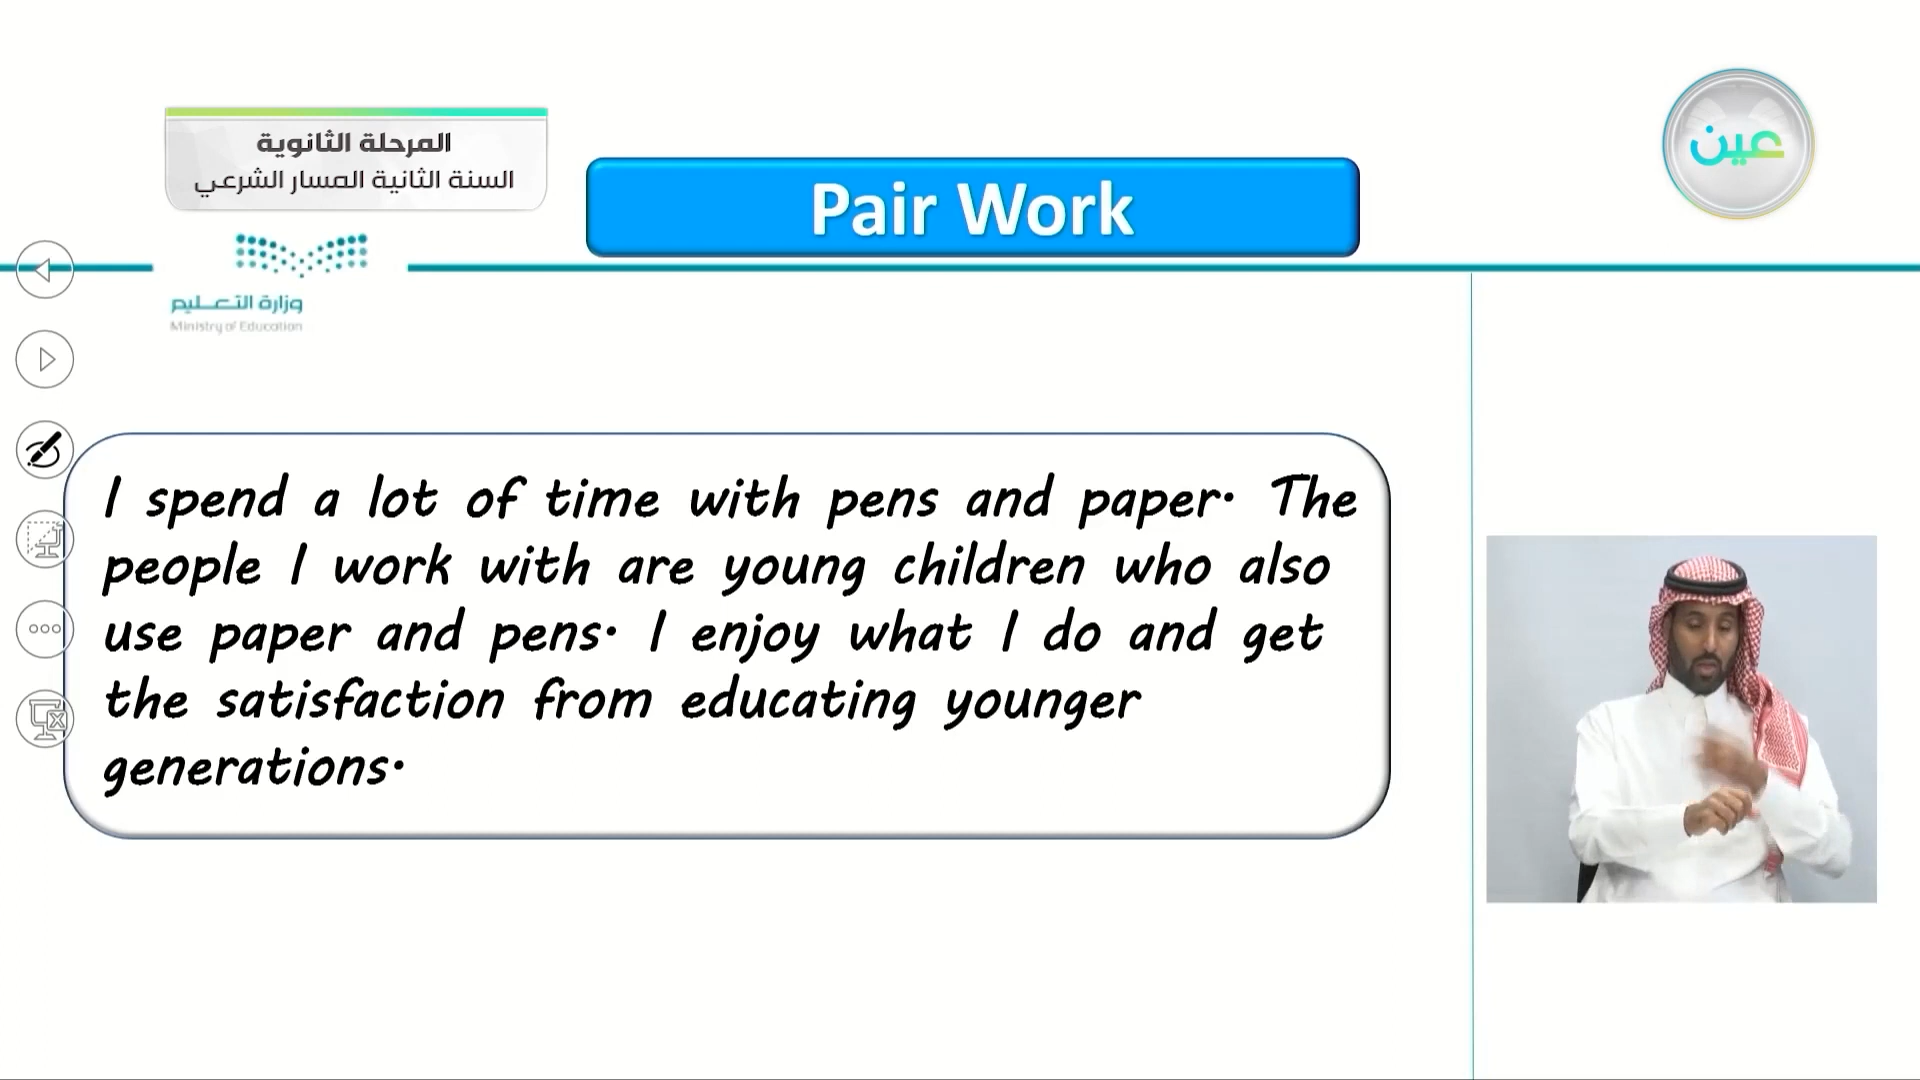 المرحلة الثانوية
السنة الثانية المسار الشرعي
عين
Pair Work
وزارة التعليم
Ministry of Education
I spend a lot of time with pens and paper. The
people I work with are young children who also
use paper and pens. I enjoy what I do and get
the satisfaction from educating younger
generations.